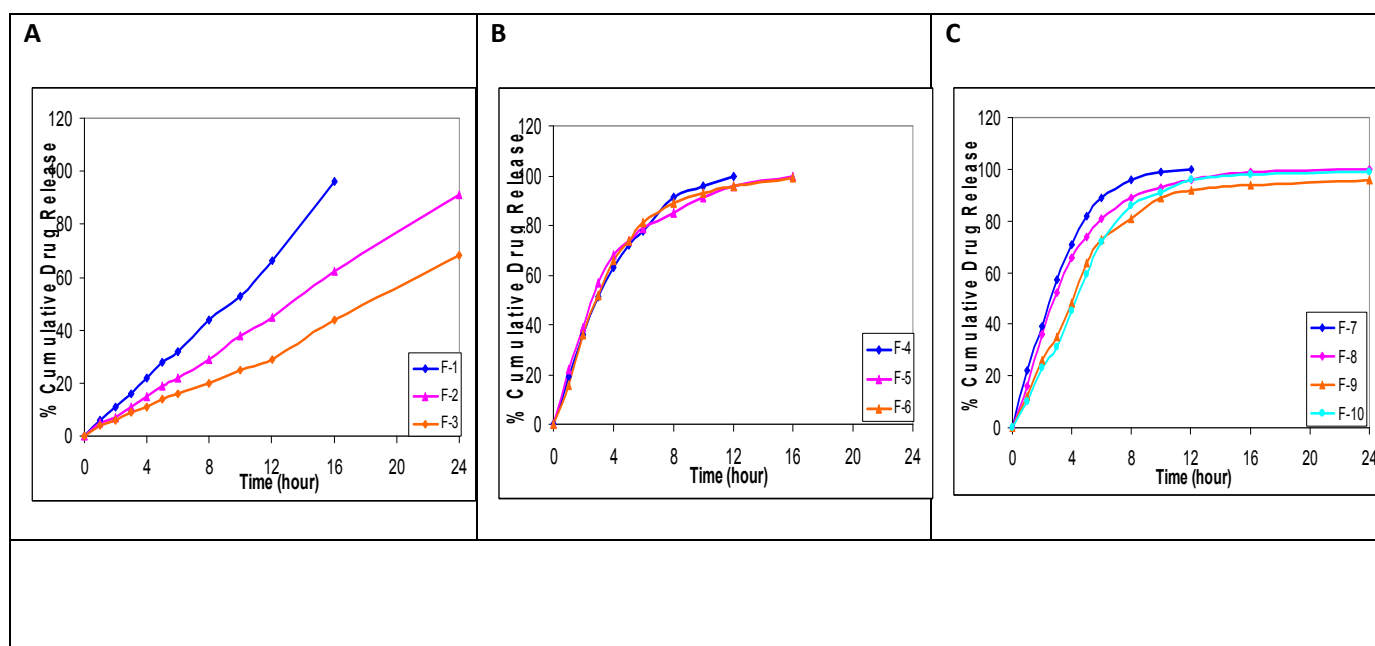 A
B
C
% Cumulative Drug Release
120
100
80
60
40
20
0
0 4 8 12 16 20 24
Time (hour)
F-1
F-2
F-3
% Cumulative Drug Release
120
100
80
60
40
20
0
0 4 8 12 16 20 24
Time (hour)
F-4
F-5
F-6
% Cumulative Drug Release
120
100
80
60
40
20
0
0 4 8 12 16 20 24
Time (hour)
F-7
F-8
F-9
F-10